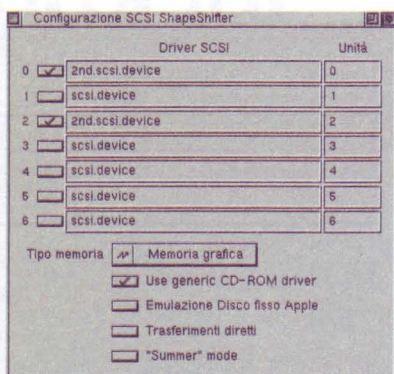 Configurazione SCSI ShapeShifter
Driver SCSI Unità
0 2nd.scsi.device 0
1 scsi.device 1
2 2nd.scsi.device 2
3 scsi.device 3
4 scsi.device 4
5 scsi.device 5
6 scsi.device 6
Tipo memoria Memoria grafica
Use generic CD-ROM driver
Emulazione Disco fisso Apple
Trasferimenti diretti
"Summer" mode